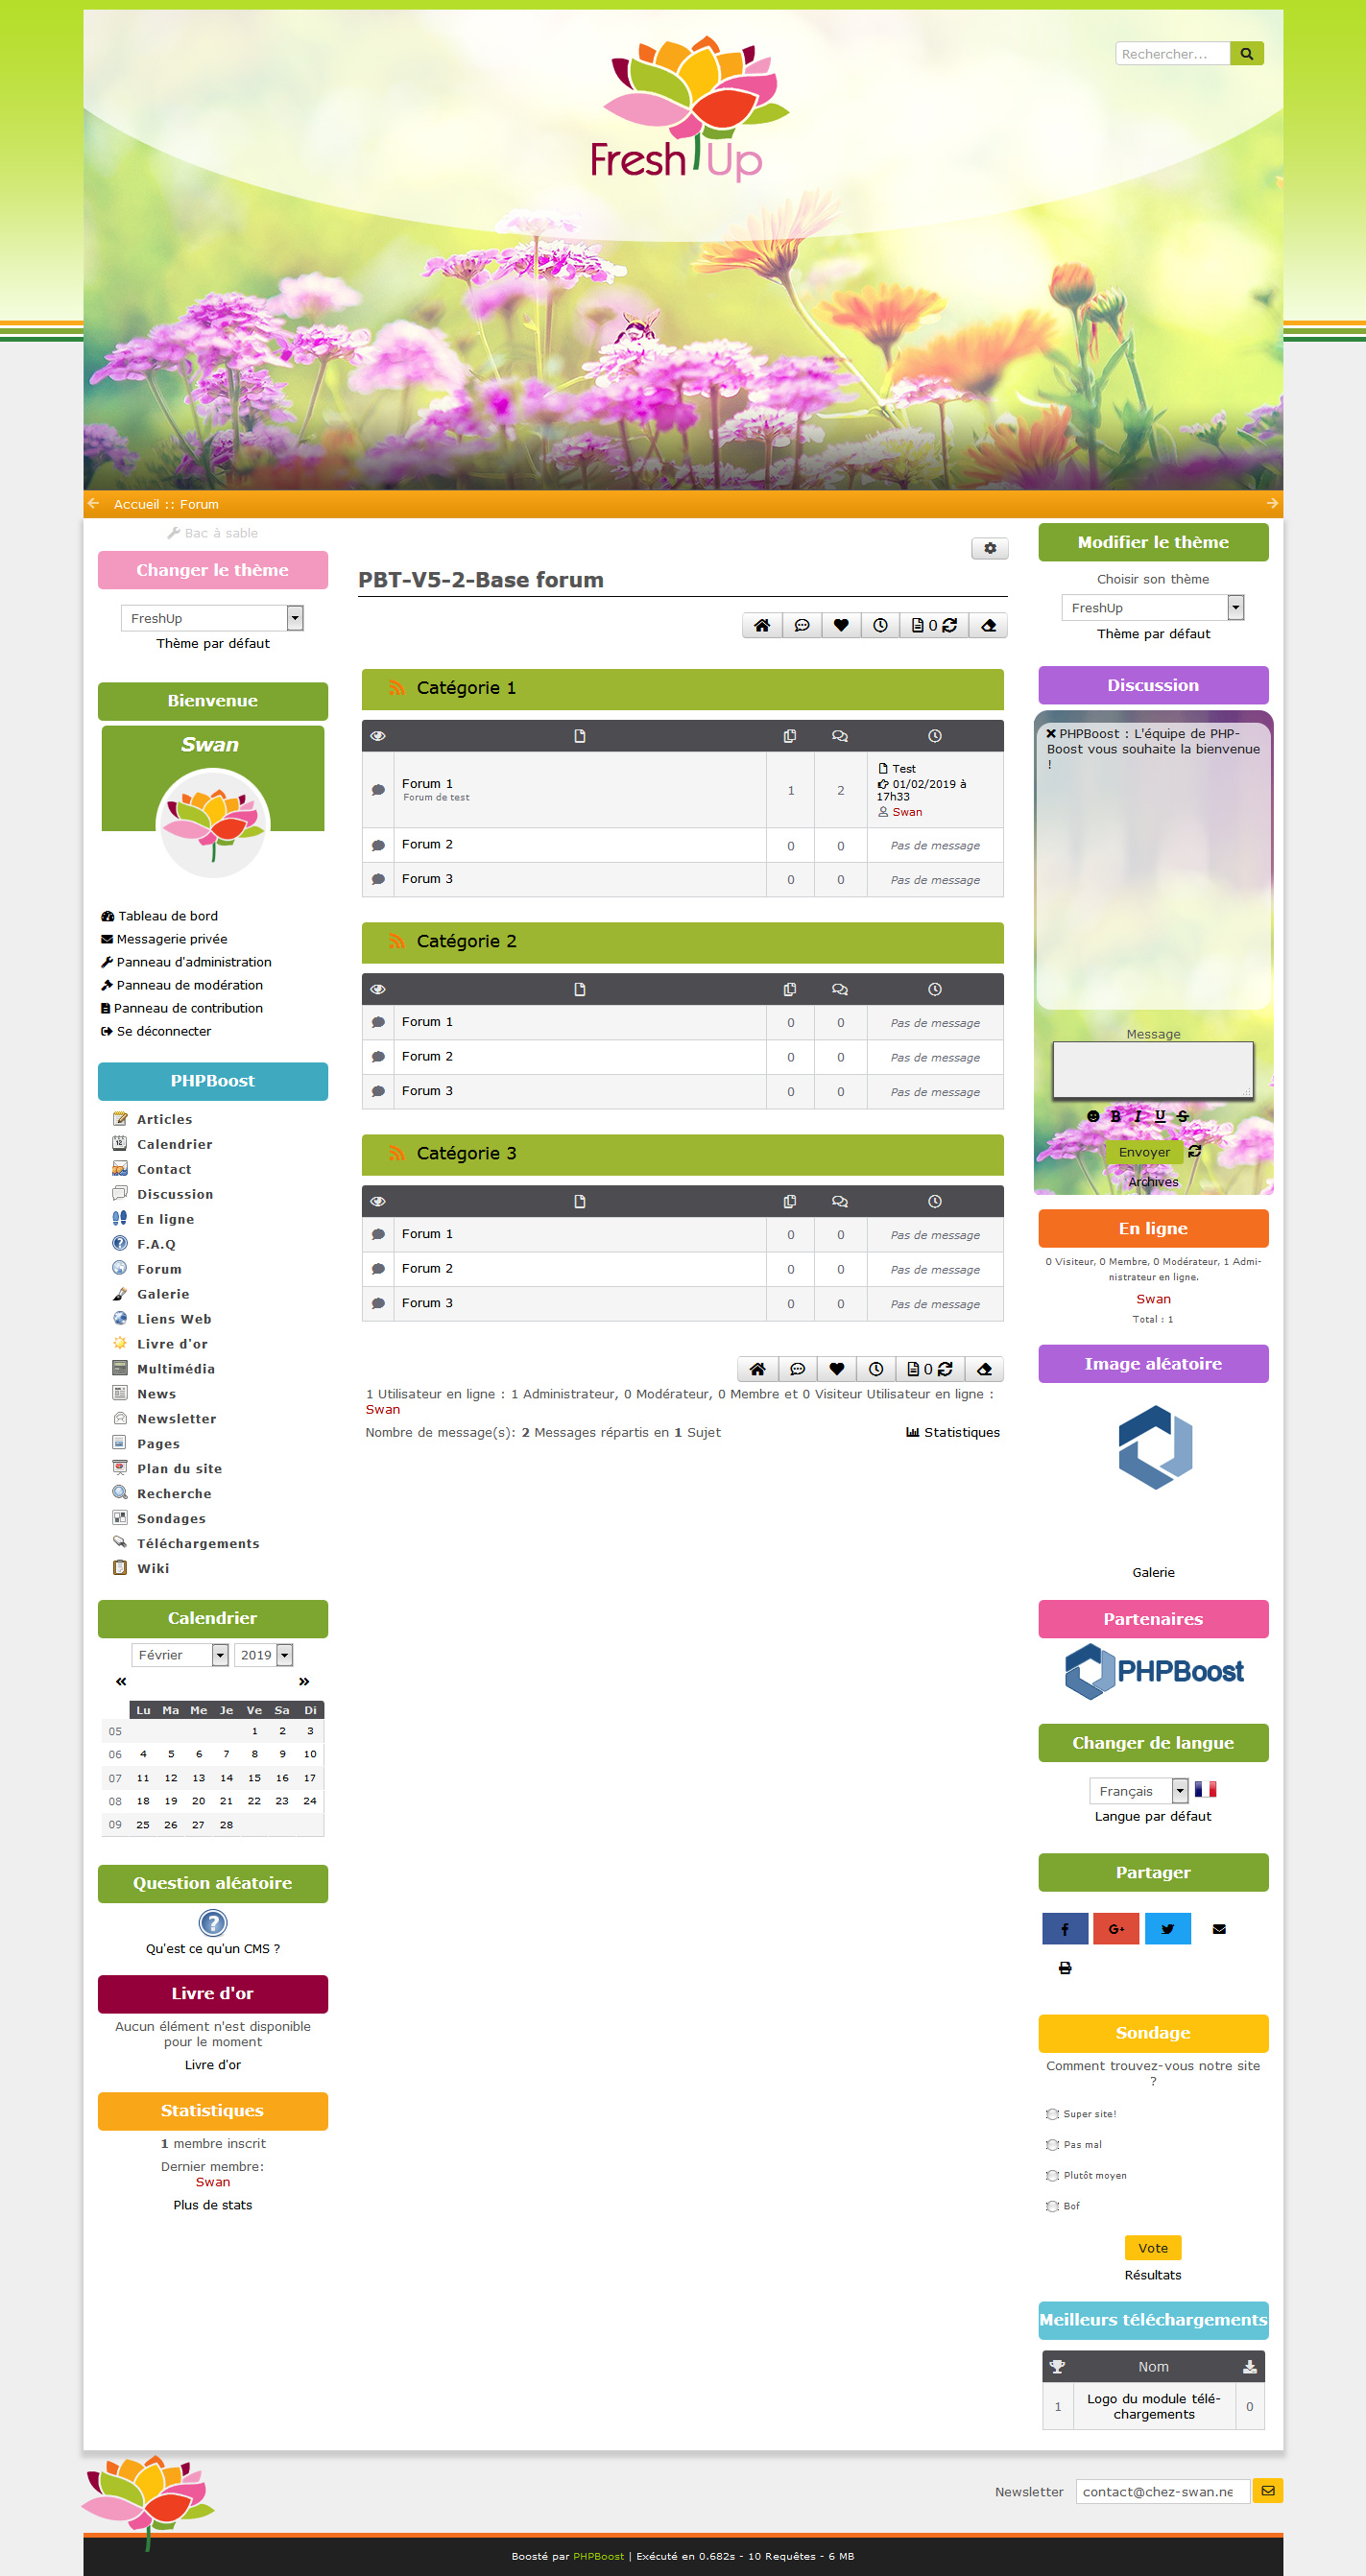 Rechercher...
Fresh Up
Accueil :: Forum
Bac à sable
Changer le thème
FreshUp
Thème par défaut
Bienvenue
Swan
Tableau de bord
Messagerie privée
Panneau d'administration
Panneau de modération
Panneau de contribution
Se déconnecter
PHPBoost
Articles
Calendrier
Contact
Discussion
En ligne
F.A.Q
Forum
Galerie
Liens Web
Livre d'or
Multimédia
News
Newsletter
Pages
Plan du site
Recherche
Sondages
Téléchargements
Wiki
Calendrier
Février 2019
Lu Ma Me Je Ve Sa Di
05 1 2 3
06 4 5 6 7 8 9 10
07 11 12 13 14 15 16 17
08 18 19 20 21 22 23 24
09 25 26 27 28
Question aléatoire
Qu'est ce qu'un CMS ?
Livre d'or
Aucun élément n'est disponible
pour le moment
Livre d'or
Statistiques
1 membre inscrit
Dernier membre:
Swan
Plus de stats
PBT-V5-2-Base forum
0
Catégorie 1
Forum 1
Forum de test
1 2
Test
01/02/2019 à
17h33
Swan
Forum 2 0 0 Pas de message
Forum 3 0 0 Pas de message
Catégorie 2
Forum 1 0 0 Pas de message
Forum 2 0 0 Pas de message
Forum 3 0 0 Pas de message
Catégorie 3
Forum 1 0 0 Pas de message
Forum 2 0 0 Pas de message
Forum 3 0 0 Pas de message
0
1 Utilisateur en ligne : 1 Administrateur, 0 Modérateur, 0 Membre et 0 Visiteur Utilisateur en ligne :
Swan
Nombre de message(s): 2 Messages répartis en 1 Sujet Statistiques
Modifier le thème
Choisir son thème
FreshUp
Thème par défaut
Discussion
PHPBoost : L'équipe de PHP-
Boost vous souhaite la bienvenue
!
Message
B I U S
Envoyer
Archives
En ligne
0 Visiteur, 0 Membre, 0 Modérateur, 1 Admi-
nistrateur en ligne.
Swan
Total : 1
Image aléatoire
Galerie
Partenaires
PHPBoost
Changer de langue
Français
Langue par défaut
Partager
f G+
Sondage
Comment trouvez-vous notre site
?
Super site!
Pas mal
Plutôt moyen
Bof
Vote
Résultats
Meilleurs téléchargements
Nom
1 Logo du module télé- 0
chargements
Newsletter contact@chez-swan.ne
Boosté par PHPBoost | Exécuté en 0.682s - 10 Requêtes - 6 MB